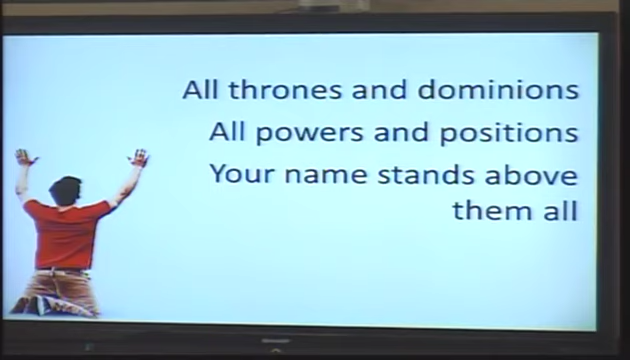 All thrones and dominions
All powers and positions
Your name stands above
them all